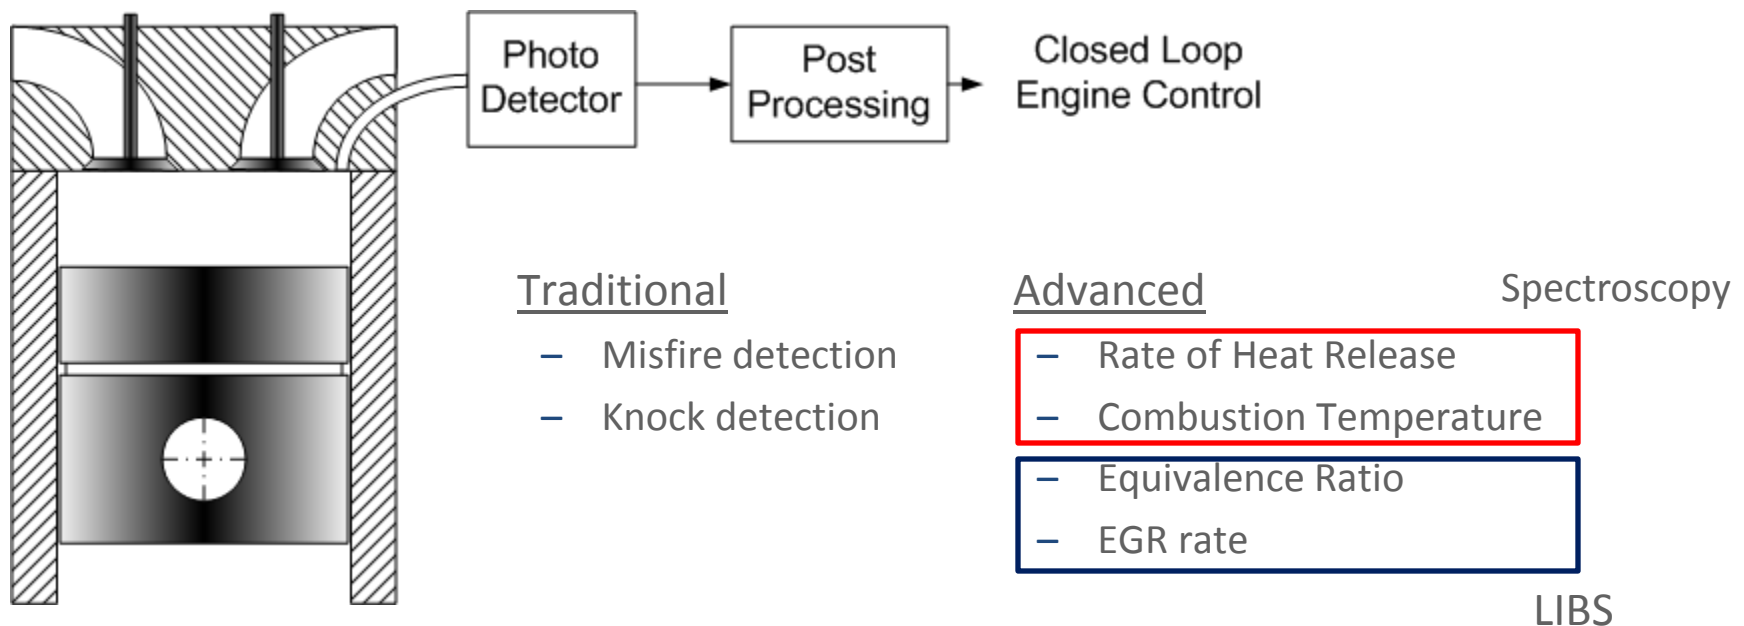 Photo
Detector
Post
Processing
Closed Loop
Engine Control
Traditional
– Misfire detection
– Knock detection
Advanced
– Rate of Heat Release
– Combustion Temperature
– Equivalence Ratio
– EGR rate
Spectroscopy
LIBS